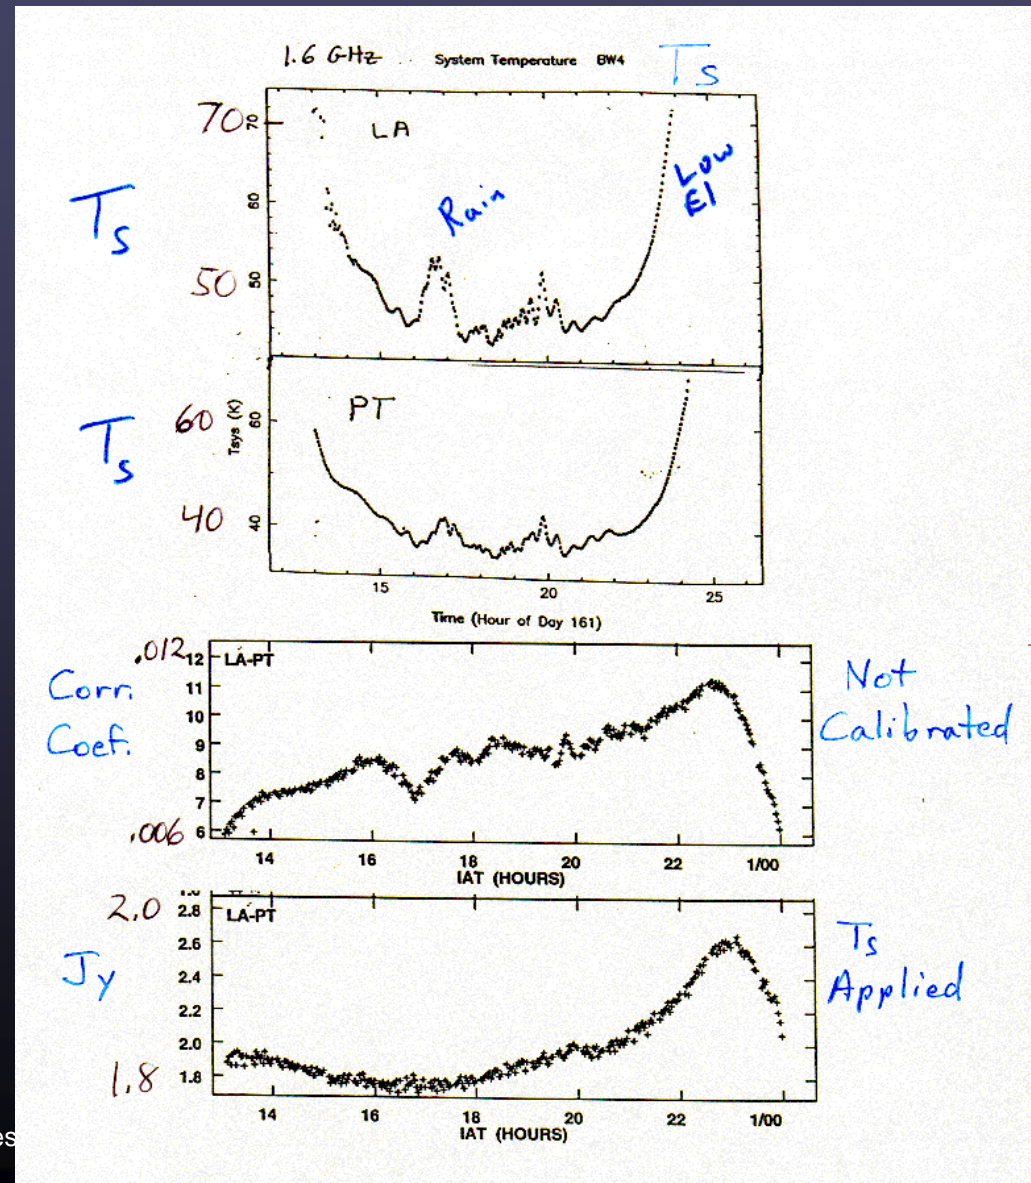 1.6 GHz System Temperature BW4 Ts
70 70 LA
Ts 60 Rain Low
El
50 50
PT
Ts 60 60 Tsys (K)
40 40
15 20 25
Time (Hour of Day 161)
.012 12 LA-PT
11
10
9
8
7
.006 6
Corr.
Coef.
Not
Calibrated
14 16 18 20 22 1/00
IAT (HOURS)
2.0 2.8 LA-PT
2.6
2.4
2.2
2.0
1.8 1.8
Jy
Ts
Applied
14 16 18 20 22 1/00
IAT (HOURS)
es